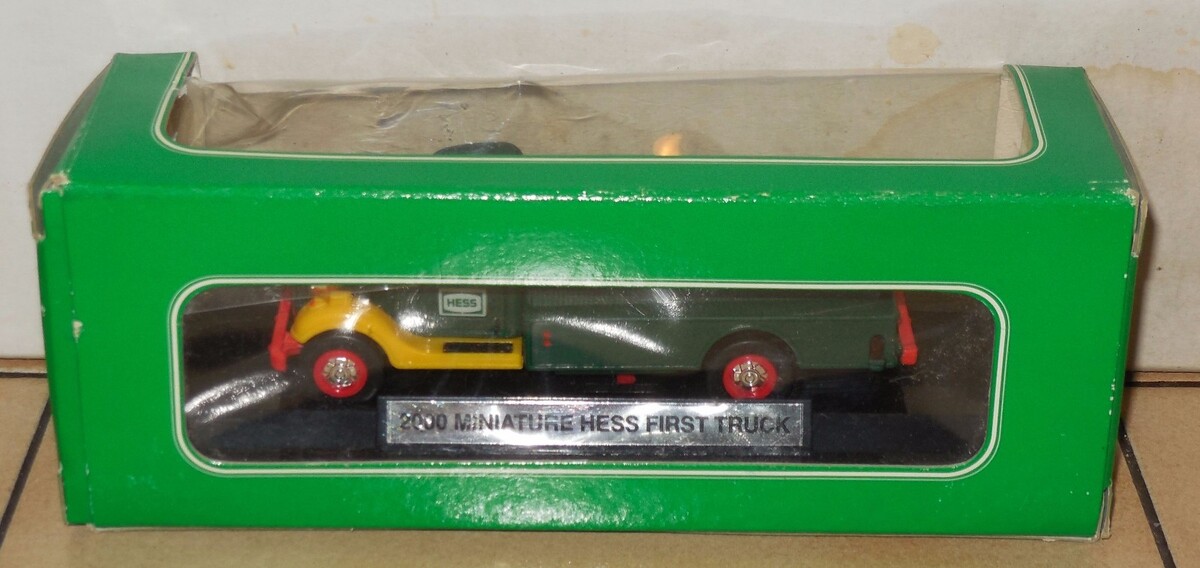 HESS
2000 MINIATURE HESS FIRST TRUCK